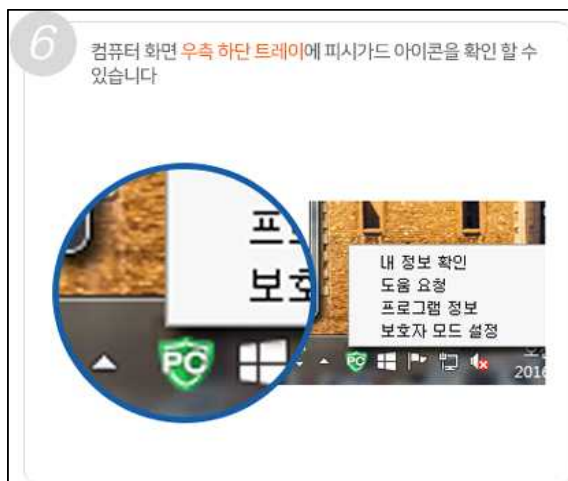 6
컴퓨터 화면 우측 하단 트레이에 피시가드 아이콘을 확인 할 수
있습니다
프
보호
PC
내 정보 확인
도움 요청
프로그램 정보
보호자 모드 설정
2016